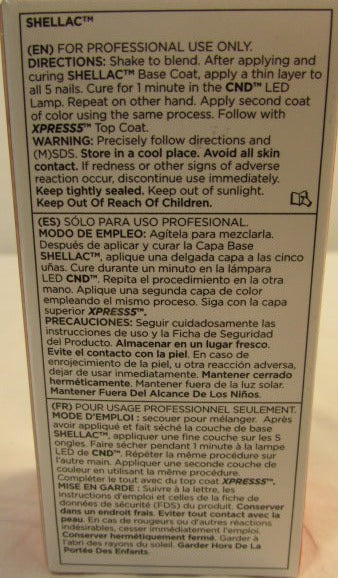 SHELLAC™
(EN) FOR PROFESSIONAL USE ONLY.
DIRECTIONS: Shake to blend. After applying and
curing SHELLAC™ Base Coat, apply a thin layer to
all 5 nails. Cure for 1 minute in the CND™ LED
Lamp. Repeat on other hand. Apply second coat
of color using the same process. Follow with
XPRESS5™ Top Coat.
WARNING: Precisely follow directions and
(M)SDS. Store in a cool place. Avoid all skin
contact. If redness or other signs of adverse
reaction occur, discontinue use immediately.
Keep tightly sealed. Keep out of sunlight.
Keep Out Of Reach Of Children.
(ES) SÓLO PARA USO PROFESIONAL.
MODO DE EMPLEO: Agítela para mezclarla.
Después de aplicar y curar la Capa Base
SHELLAC™, aplique una delgada capa a las cinco
uñas. Cure durante un minuto en la lámpara
LED CND™. Repita el procedimiento en la otra
mano. Aplique una segunda capa de color
empleando el mismo proceso. Siga con la capa
superior XPRESS5™.
PRECAUCIONES: Seguir cuidadosamente las
instrucciones de uso y la Ficha de Seguridad
del Producto. Almacenar en un lugar fresco.
Evite el contacto con la piel. En caso de
enrojecimiento de la piel, u otra reacción adversa,
dejar de usar inmediatamente. Mantener cerrado
herméticamente. Mantener fuera de la luz solar.
Mantener Fuera Del Alcance De Los Niños.
(FR) POUR USAGE PROFESSIONNEL SEULEMENT.
MODE D'EMPLOI : secouer pour mélanger. Après
avoir appliqué et fait séché la couche de base
SHELLAC™, appliquer une fine couche sur les 5
ongles. Faire sécher pendant 1 minute à la lampe
LED de CND™. Répéter la même procédure sur
l'autre main. Appliquer une seconde couche de
couleur en utilisant la même procédure.
Compléter le tout avec du top coat XPRESS5™.
MISE EN GARDE : Suivre à la lettre, les
instructions d'emploi et celles de la fiche de
données de sécurité (FDS) du produit. Conserver
dans un endroit frais. Eviter tout contact avec la
peau. En cas de rougeurs ou d'autres réactions
indésirables, cesser immédiatement l'emploi.
Conserver hermétiquement fermé. Garder à
l'abri des rayons du soleil. Garder Hors De La
Portée Des Enfants.